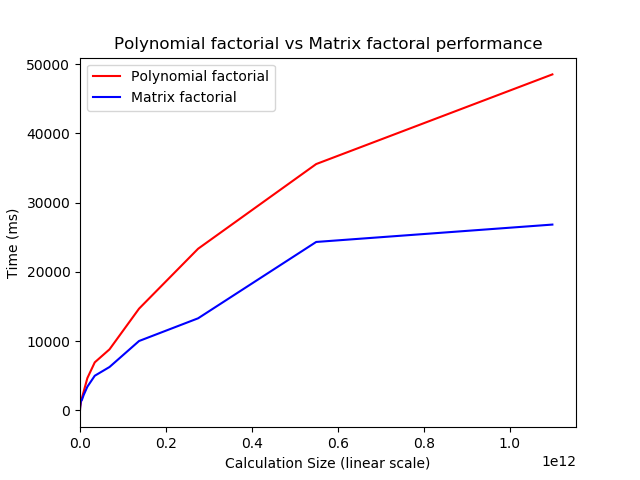 Polynomial factorial vs Matrix factoral performance
Polynomial factorial
Matrix factorial
50000
40000
30000
20000
10000
0
Time (ms)
0.0 0.2 0.4 0.6 0.8 1.0
1e12
Calculation Size (linear scale)